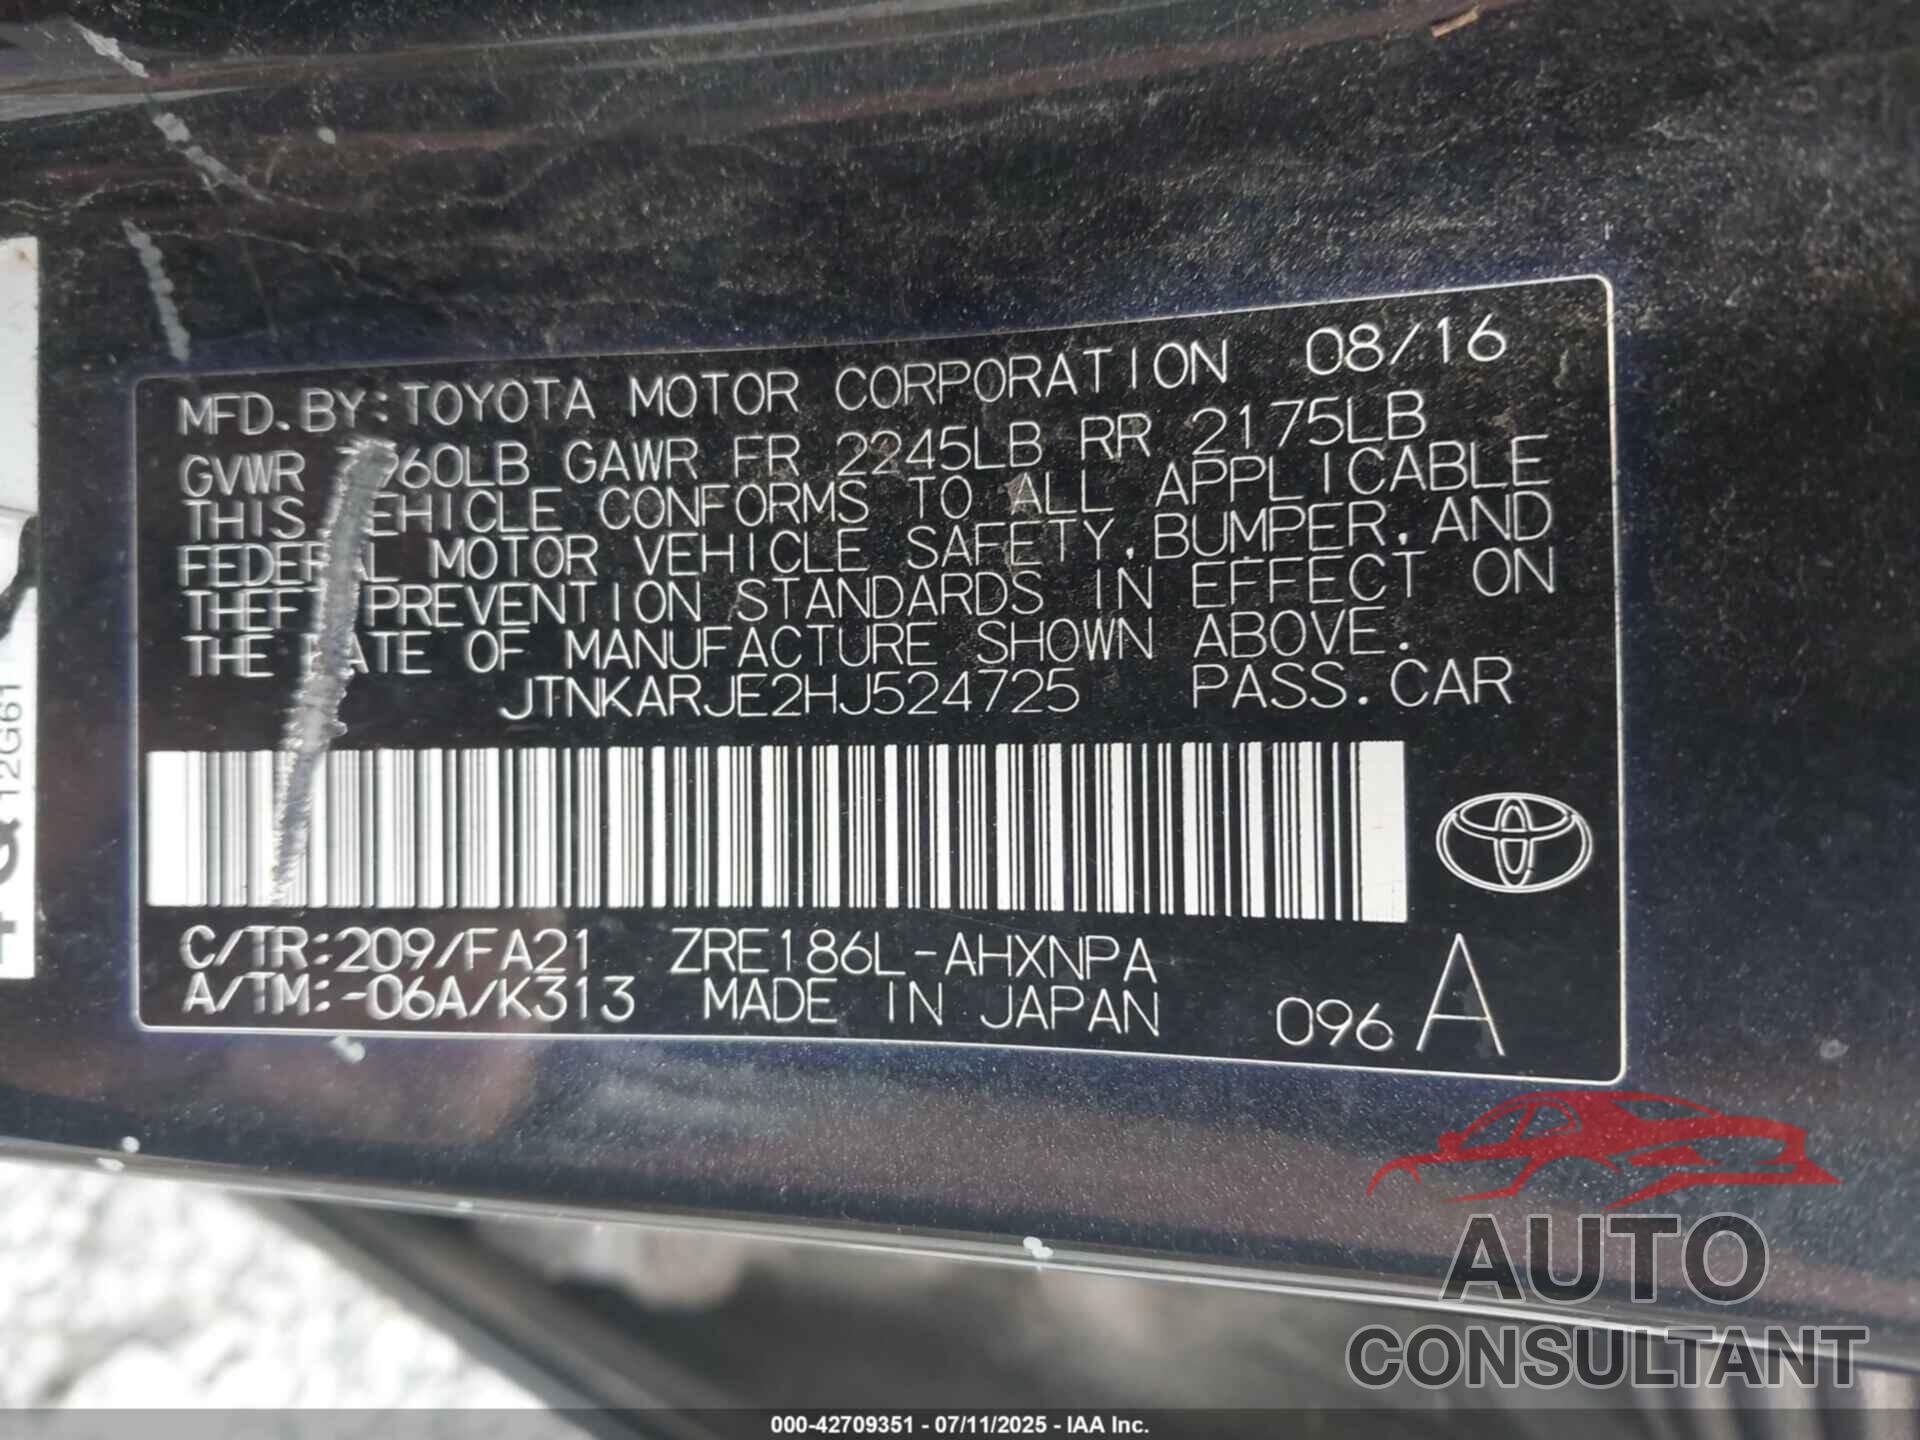 MFD. BY: TOYOTA MOTOR CORPORATION 08/16
GVWR 960LB GAWR FR 2245LB RR 2175LB
THIS VEHICLE CONFORMS TO ALL APPLICABLE
FEDERAL MOTOR VEHICLE SAFETY, BUMPER, AND
THEFT PREVENTION STANDARDS IN EFFECT ON
THE DATE OF MANUFACTURE SHOWN ABOVE.
JTNKARJE2HJ524725 PASS. CAR
C/TR: 209/FA21 ZRE186L-AHXNPA
A/TM: -06A/K313 MADE IN JAPAN 096 A
12G61
AUTO
CONSULTANT
000-42709351 - 07/11/2025 - IAA Inc.